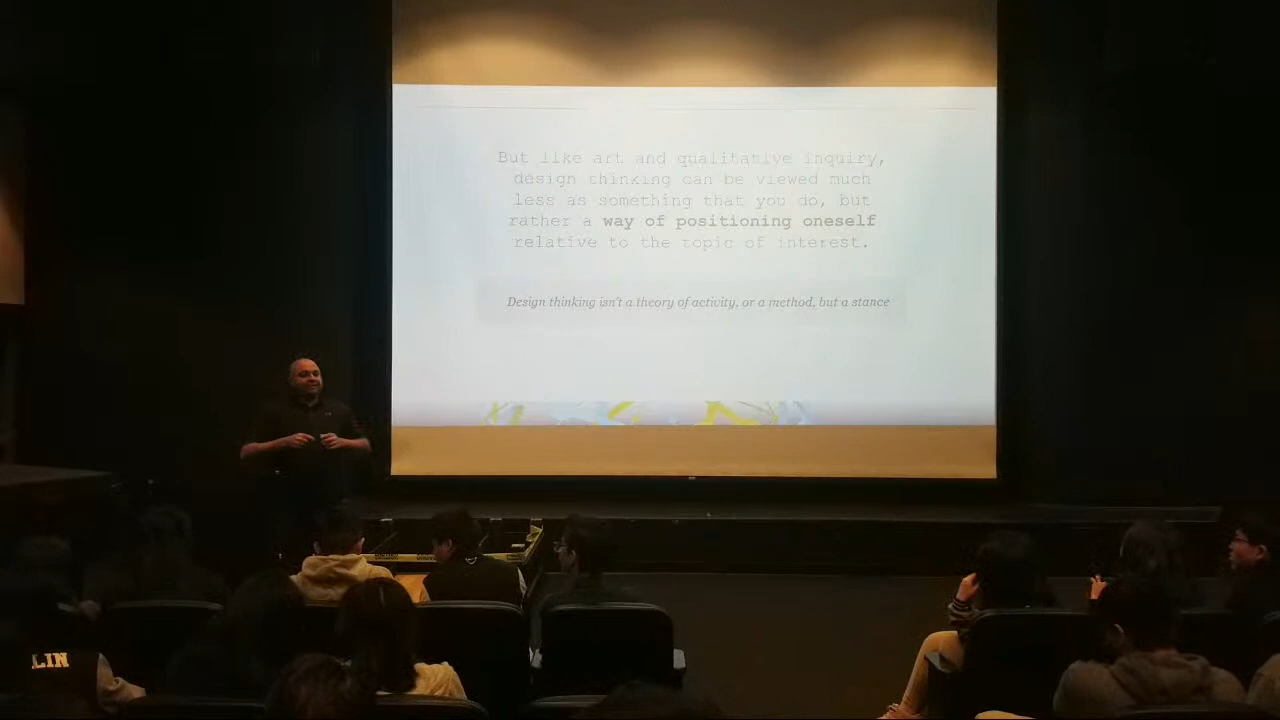 But like art and qualitative inquiry,
design thinking can be viewed much
less as something that you do, but
rather a way of positioning oneself
relative to the topic of interest.
Design thinking isn't a theory of activity, or a method, but a stance
LIN